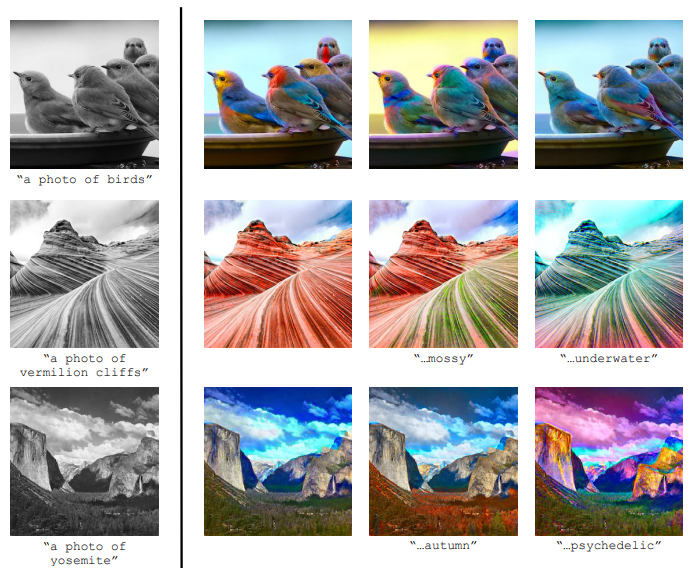 “a photo of birds”
“a photo of
vermilion cliffs”
“…mossy”
“…underwater”
“a photo of
yosemite”
“…autumn”
“…psychedelic”